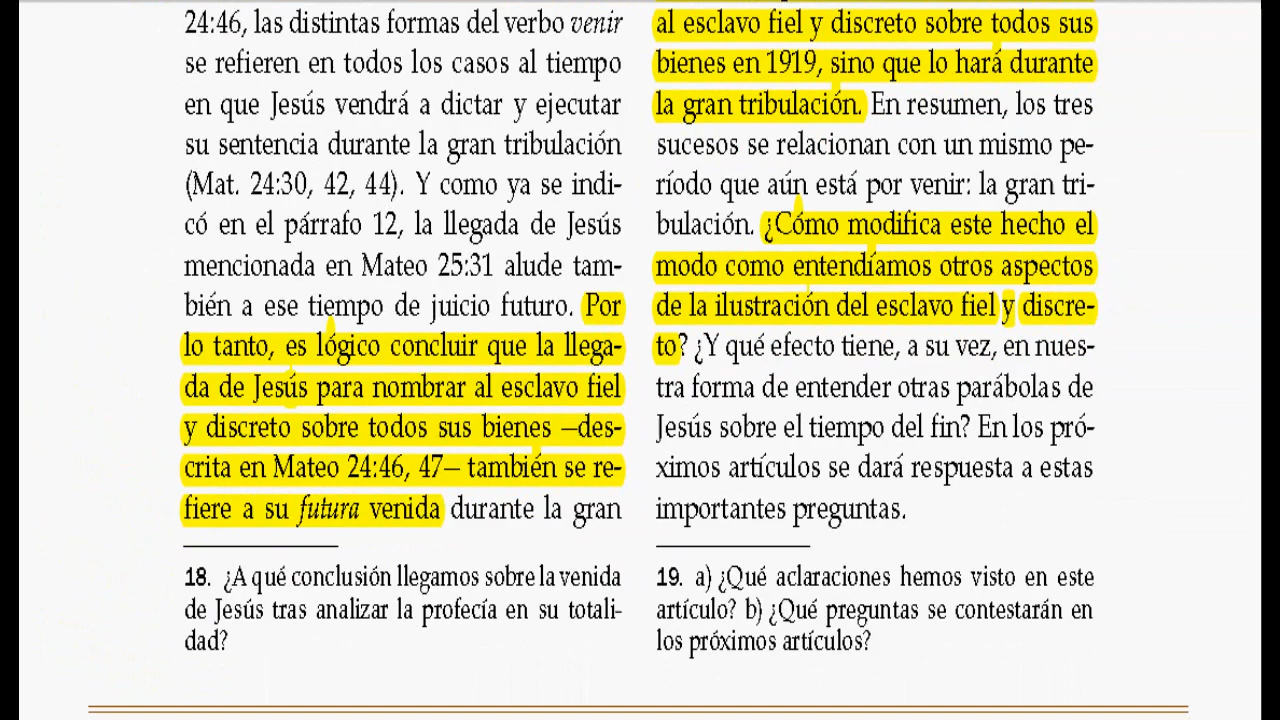 24:46, las distintas formas del verbo venir
se refieren en todos los casos al tiempo
en que Jesús vendrá a dictar y ejecutar
su sentencia durante la gran tribulación
(Mat. 24:30, 42, 44). Y como ya se indi-
có en el párrafo 12, la llegada de Jesús
mencionada en Mateo 25:31 alude tam-
bién a ese tiempo de juicio futuro. Por
lo tanto, es lógico concluir que la llega-
da de Jesús para nombrar al esclavo fiel
y discreto sobre todos sus bienes —des-
crita en Mateo 24:46, 47— también se re-
fiere a su futura venida durante la gran
18. ¿A qué conclusión llegamos sobre la venida
de Jesús tras analizar la profecía en su totali-
dad?
al esclavo fiel y discreto sobre todos sus
bienes en 1919, sino que lo hará durante
la gran tribulación. En resumen, los tres
sucesos se relacionan con un mismo pe-
ríodo que aún está por venir: la gran tri-
bulación. ¿Cómo modifica este hecho el
modo como entendíamos otros aspectos
de la ilustración del esclavo fiel y discre-
to? ¿Y qué efecto tiene, a su vez, en nues-
tra forma de entender otras parábolas de
Jesús sobre el tiempo del fin? En los pró-
ximos artículos se dará respuesta a estas
importantes preguntas.
19. a) ¿Qué aclaraciones hemos visto en este
artículo? b) ¿Qué preguntas se contestarán en
los próximos artículos?